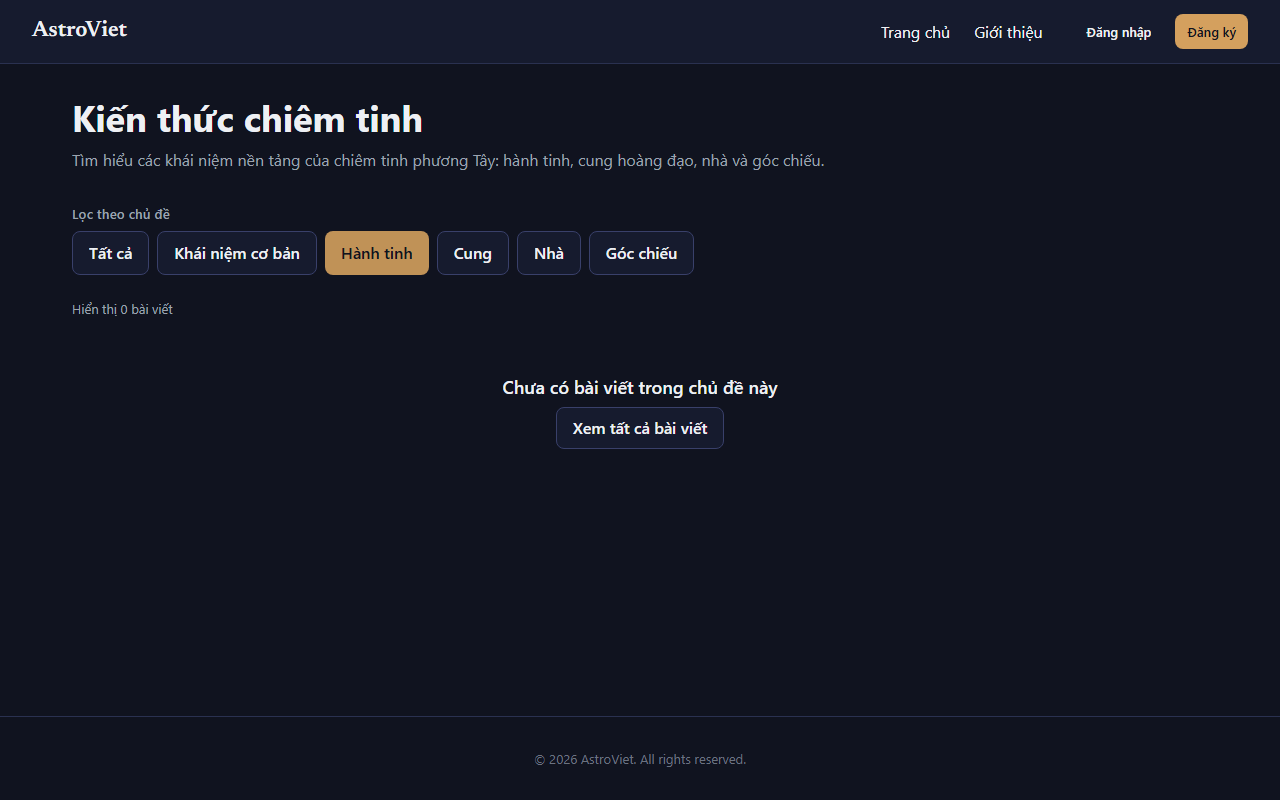 AstroViet
Trang chủ Giới thiệu Đăng nhập Đăng ký
Kiến thức chiêm tinh
Tìm hiểu các khái niệm nền tảng của chiêm tinh phương Tây: hành tinh, cung hoàng đạo, nhà và góc chiếu.
Lọc theo chủ đề
Tất cả Khái niệm cơ bản Hành tinh Cung Nhà Góc chiếu
Hiển thị 0 bài viết
Chưa có bài viết trong chủ đề này
Xem tất cả bài viết
© 2026 AstroViet. All rights reserved.